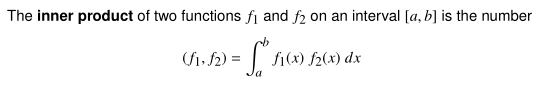 The inner product of two functions f₁ and f₂ on an interval [a, b] is the number
(f₁, f₂) = ∫ₐᵇ f₁(x) f₂(x) dx